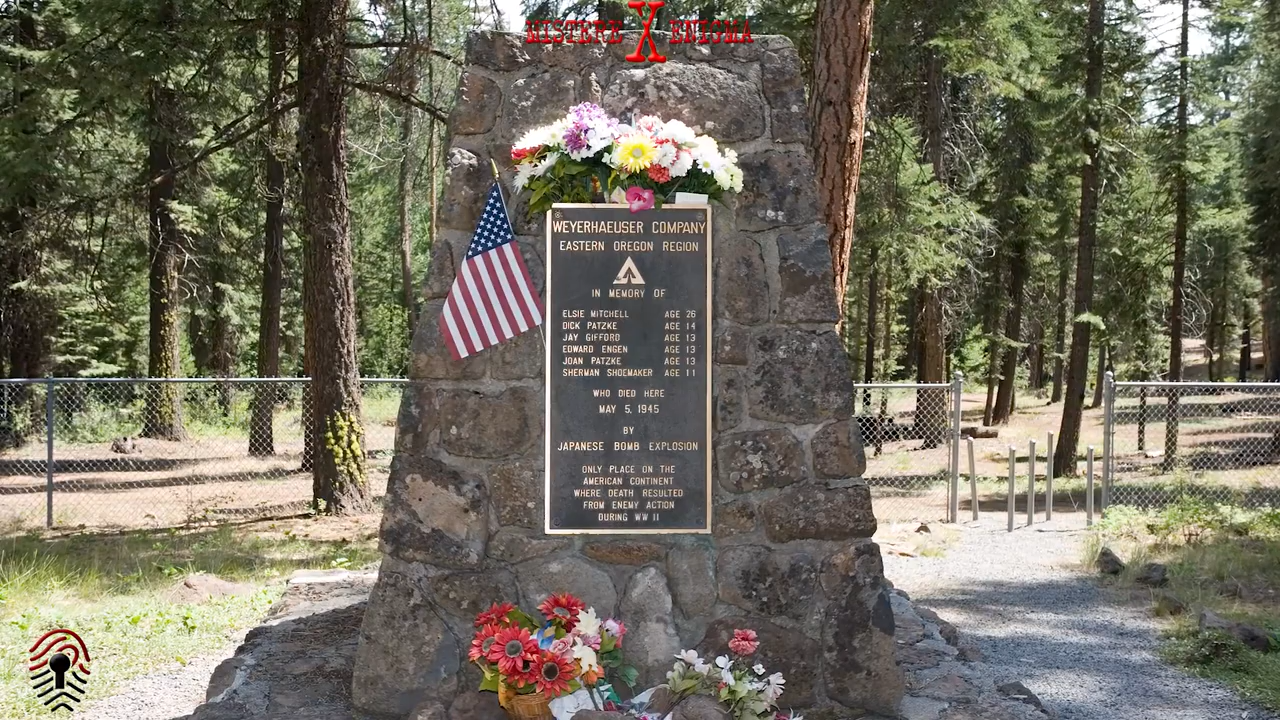 MISTERE X ENIGMA
WEYERHAEUSER COMPANY
EASTERN OREGON REGION
IN MEMORY OF
ELSIE MITCHELL AGE 26
DICK PATZKE AGE 14
JAY GIFFORD AGE 13
EDWARD ENGEN AGE 13
JOAN PATZKE AGE 13
SHERMAN SHOEMAKER AGE 11
WHO DIED HERE
MAY 5, 1945
BY
JAPANESE BOMB EXPLOSION
ONLY PLACE ON THE
AMERICAN CONTINENT
WHERE DEATH RESULTED
FROM ENEMY ACTION
DURING WW II